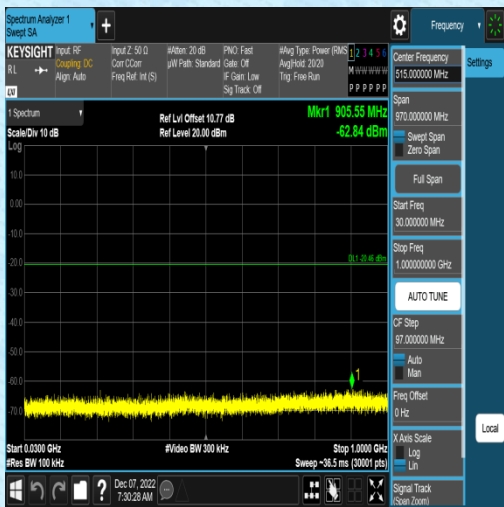 Spectrum Analyzer 1
Swept SA
+
Frequency
KEYSIGHT
RL
LXI
Input: RF
Coupling: DC
Align: Auto
Input Z: 50 Ω
Corr CCorr
Freq Ref: Int (S)
#Atten: 20 dB
µW Path: Standard
PNO: Fast
Gate: Off
IF Gain: Low
Sig Track: Off
#Avg Type: Power (RMS
AvgHold: 20/20
Trig: Free Run
1 2 3 4 5 6
M W W W W W
P P P P P P
Center Frequency
515.000000 MHz
Settings
Span
970.000000 MHz
Swept Span
Zero Span
Full Span
Start Freq
30.000000 MHz
Stop Freq
1.000000000 GHz
AUTO TUNE
CF Step
97.000000 MHz
Auto
Man
Freq Offset
0 Hz
X Axis Scale
Log
Lin
Signal Track
(Span Zoom)
Local
1 Spectrum
Scale/Div 10 dB
Log
Ref Lvl Offset 10.77 dB
Ref Level 20.00 dBm
Mkr1 905.55 MHz
-62.84 dBm
10.0
0.00
-10.0
-20.0
-30.0
-40.0
-50.0
-60.0
-70.0
DL1 -20.46 dBm
1
Start 0.0300 GHz
#Res BW 100 kHz
#Video BW 300 kHz
Stop 1.0000 GHz
Sweep ~36.5 ms (30001 pts)
?
Dec 07, 2022
7:30:28 AM